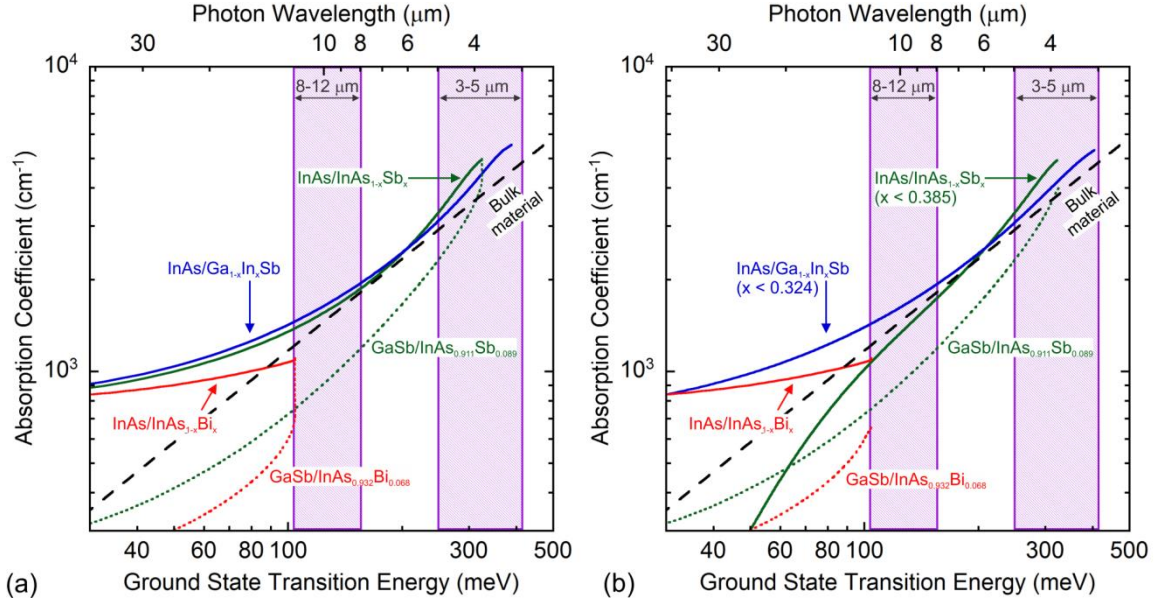 Photon Wavelength (μm)
30 10 8 6 4
10⁴
8-12 μm
3-5 μm
InAs/InAs₁₋ₓSbₓ
Bulk
material
InAs/Ga₁₋ₓInₓSb
Absorption Coefficient (cm⁻¹)
GaSb/InAs₀.₉₁₁Sb₀.₀₈₉
10³
InAs/InAs₁₋ₓBiₓ
GaSb/InAs₀.₉₃₂Bi₀.₀₆₈
40 60 80 100 300 500
(a)
Ground State Transition Energy (meV)
Photon Wavelength (μm)
30 10 8 6 4
10⁴
8-12 μm
3-5 μm
InAs/InAs₁₋ₓSbₓ
(x < 0.385)
Bulk
material
InAs/Ga₁₋ₓInₓSb
(x < 0.324)
Absorption Coefficient (cm⁻¹)
GaSb/InAs₀.₉₁₁Sb₀.₀₈₉
10³
InAs/InAs₁₋ₓBiₓ
GaSb/InAs₀.₉₃₂Bi₀.₀₆₈
40 60 80 100 300 500
(b)
Ground State Transition Energy (meV)